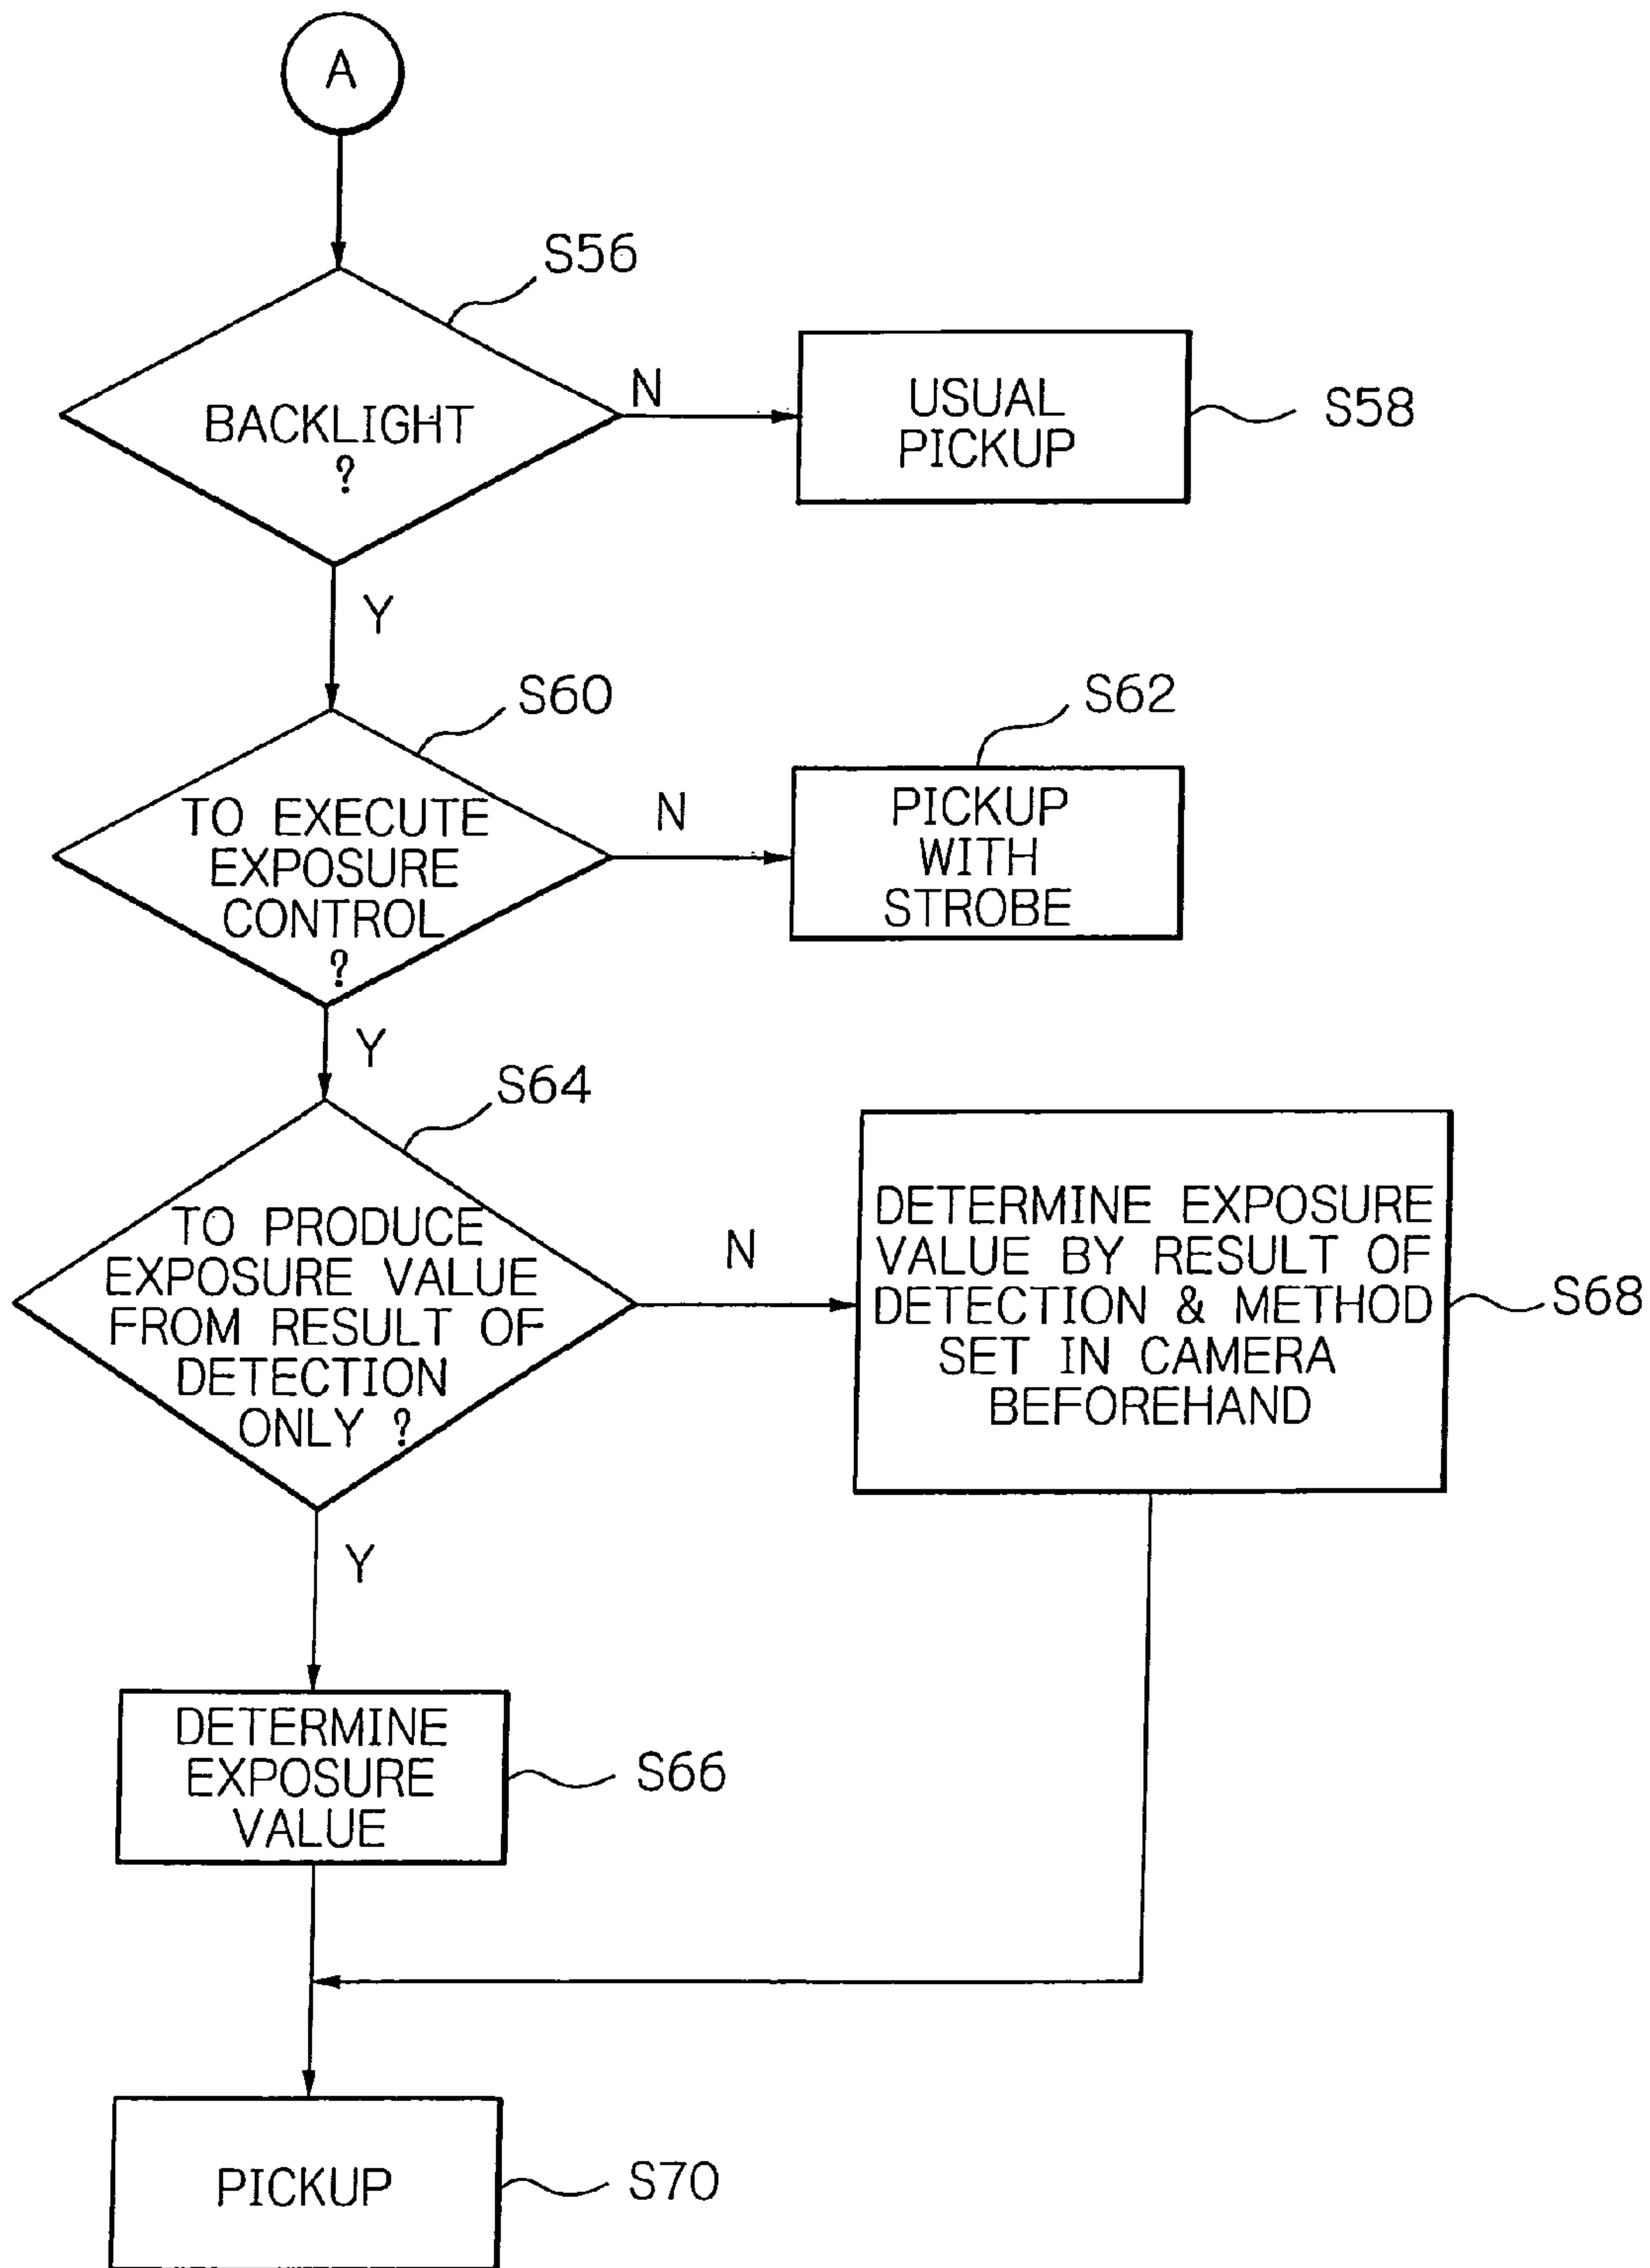 A
S56
BACKLIGHT
?
N
USUAL
PICKUP
S58
Y
S60
TO EXECUTE
EXPOSURE
CONTROL
?
N
S62
PICKUP
WITH
STROBE
Y
S64
TO PRODUCE
EXPOSURE VALUE
FROM RESULT OF
DETECTION
ONLY ?
N
DETERMINE EXPOSURE
VALUE BY RESULT OF
DETECTION & METHOD
SET IN CAMERA
BEFOREHAND
S68
Y
DETERMINE
EXPOSURE
VALUE
S66
PICKUP
S70